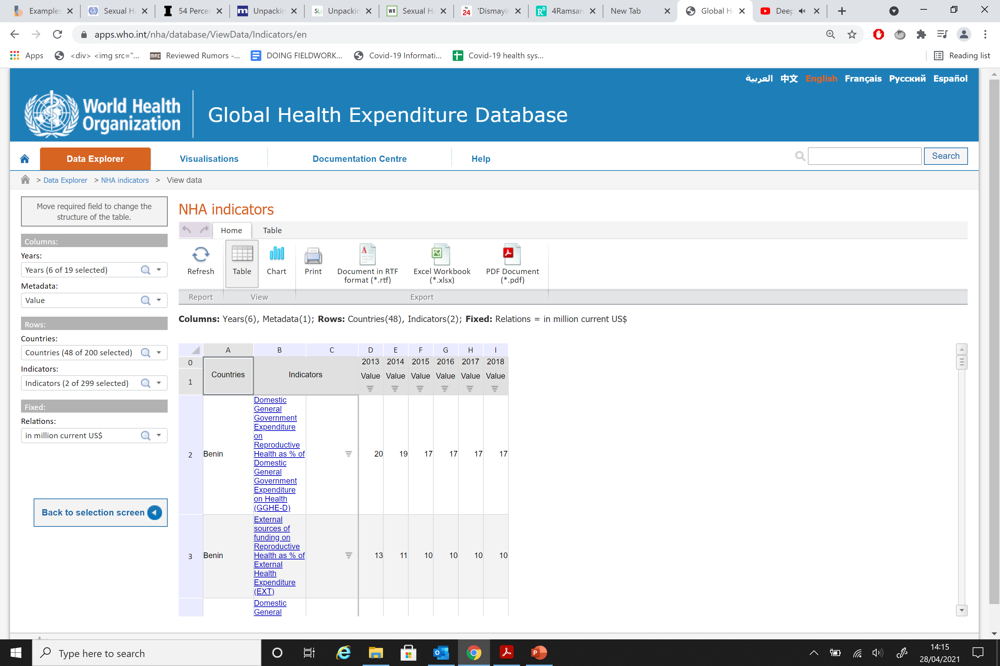 Examples
Sexual H
54 Perce
Unpackin
Unpackin
WR
Sexual H
fin
24
'Dismayin
R
G
4Ramsar
New Tab
Global H
Deep
apps.who.int/nha/database/ViewData/Indicators/en
Apps
<div> <img src="...
MRC
Reviewed Rumors -...
DOING FIELDWORK...
Covid-19 Informati...
Covid-19 health sys...
Reading list
العربية 中文 English Français Русский Español
World Health
Organization
Global Health Expenditure Database
Data Explorer
Visualisations
Documentation Centre
Help
Search
> Data Explorer > NHA indicators > View data
Move required field to change the
structure of the table.
Columns:
Years:
Years (6 of 19 selected)
Metadata:
Value
Rows:
Countries:
Countries (48 of 200 selected)
Indicators:
Indicators (2 of 299 selected)
Fixed:
Relations:
in million current US$
Back to selection screen
NHA indicators
Home
Table
Refresh
Table
Chart
Print
Document in RTF
format (*.rtf)
Excel Workbook
(*.xlsx)
PDF Document
(*.pdf)
Report
View
Export
Columns: Years(6), Metadata(1); Rows: Countries(48), Indicators(2); Fixed: Relations = in million current US$
A B C D E F G H I
0
1
Countries
Indicators
2013 2014 2015 2016 2017 2018
Value Value Value Value Value Value
2
Benin
Domestic
General
Government
Expenditure
on
Reproductive
Health as % of
Domestic
General
Government
Expenditure
on Health
(GGHE-D)
20 19 17 17 17 17
3
Benin
External
sources of
funding on
Reproductive
Health as % of
External
Health
Expenditure
(EXT)
13 11 10 10 10 10
Domestic
General
Type here to search
14:15
28/04/2021